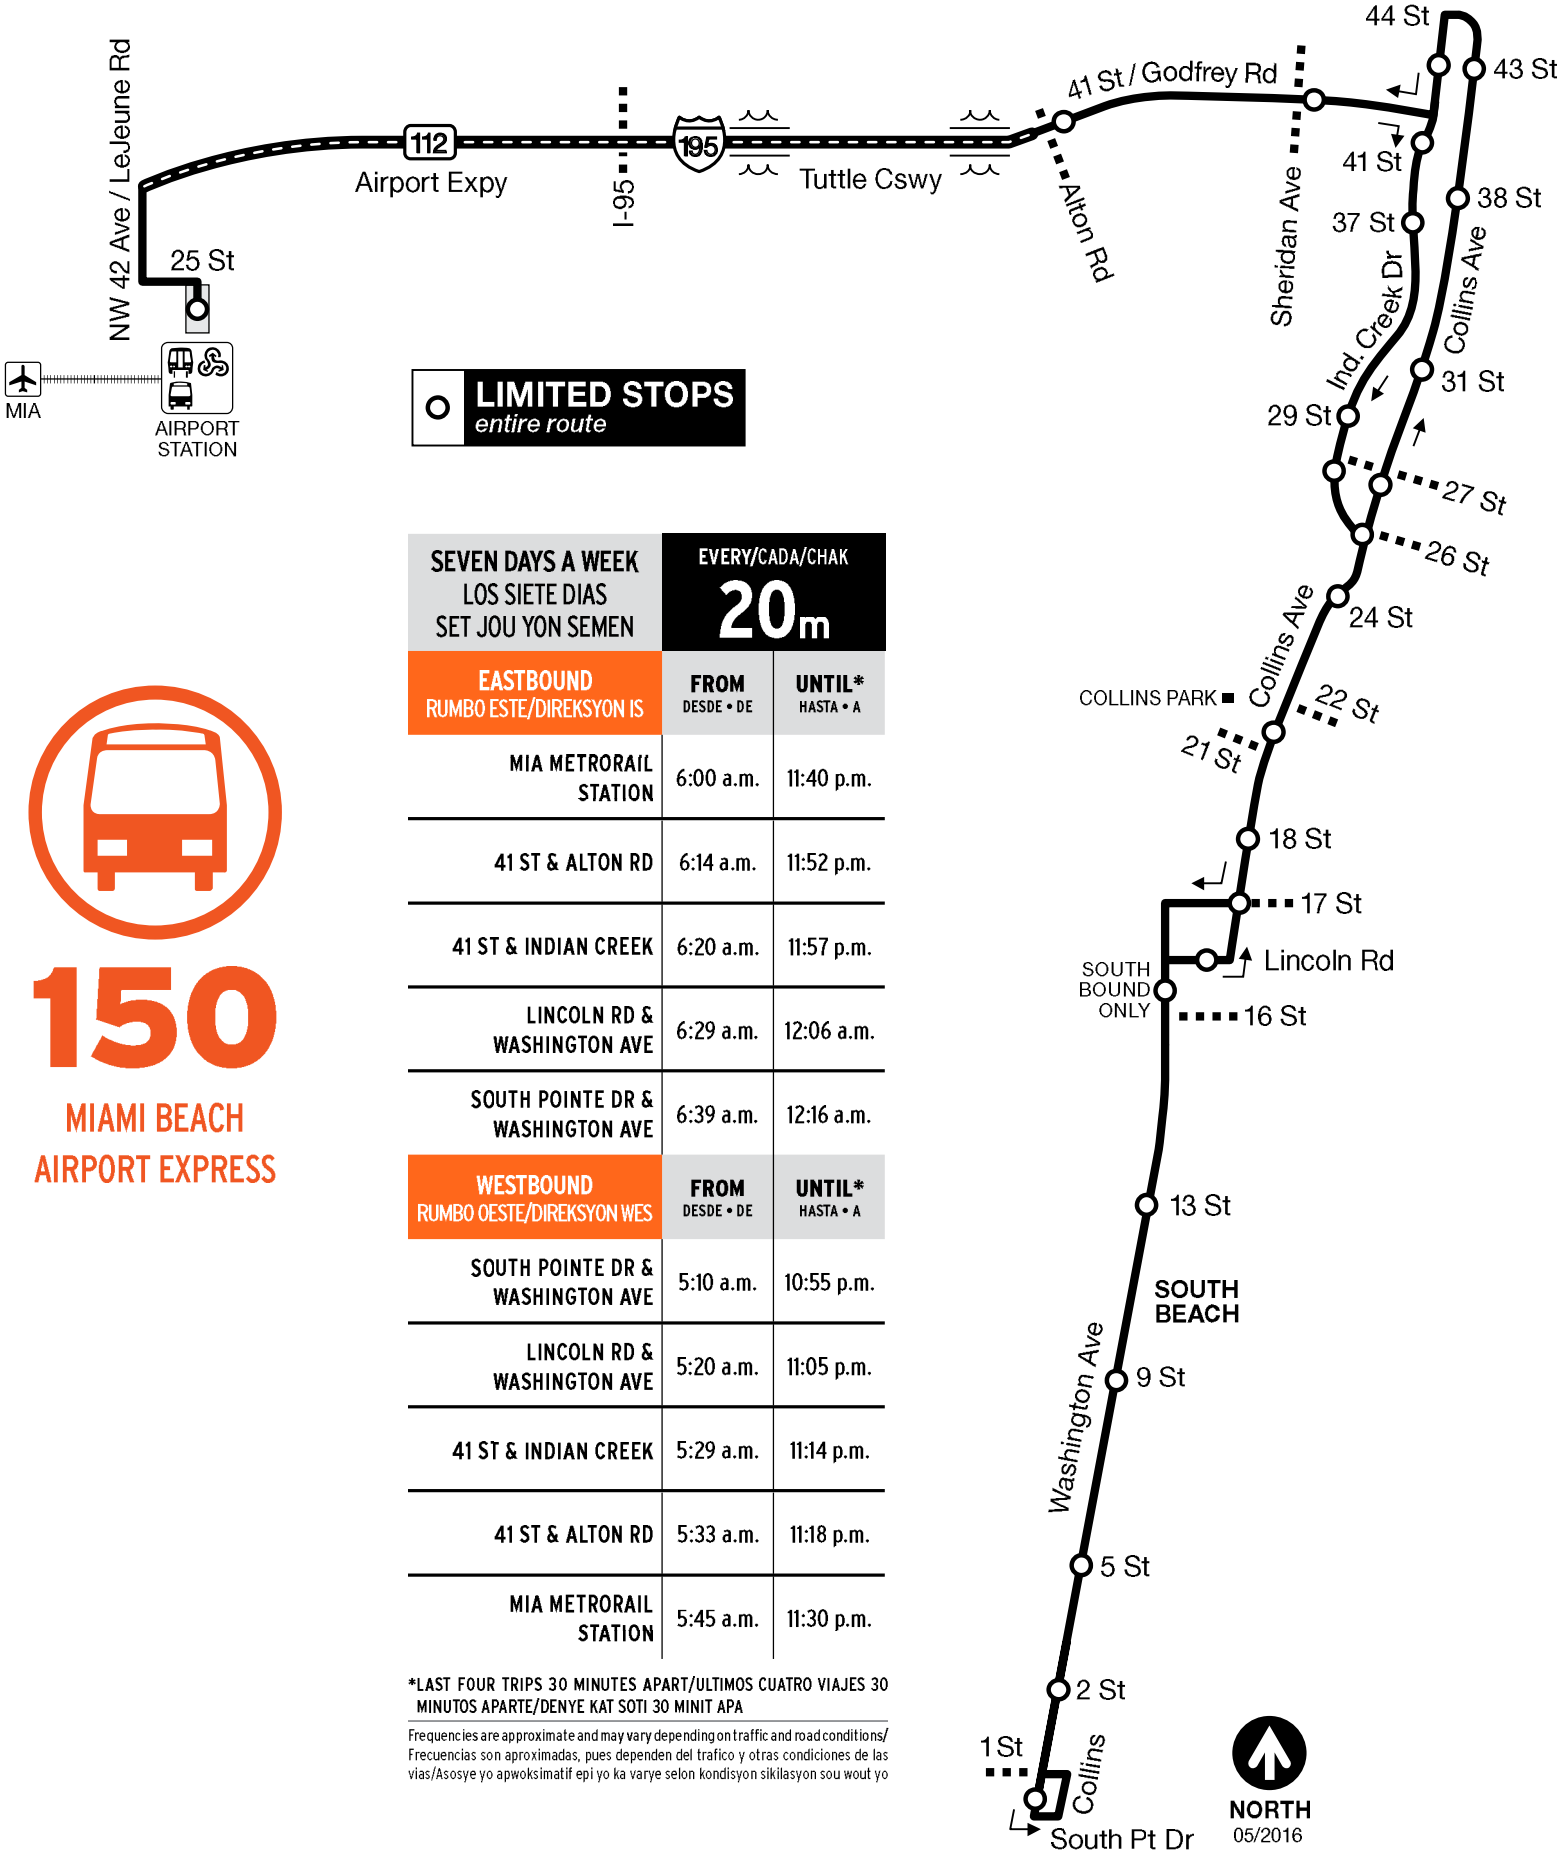 44 St
43 St
41 St / Godfrey Rd
NW 42 Ave / LeJeune Rd
112
195
Airport Expy
I-95
Tuttle Cswy
Alton Rd
Sheridan Ave
41 St
38 St
37 St
Collins Ave
Ind. Creek Dr
25 St
MIA
AIRPORT
STATION
LIMITED STOPS
entire route
31 St
29 St
27 St
26 St
24 St
Collins Ave
COLLINS PARK
22 St
21 St
18 St
17 St
Lincoln Rd
SOUTH
BOUND
ONLY
16 St
13 St
SOUTH
BEACH
Washington Ave
9 St
5 St
2 St
1 St
Collins
South Pt Dr
NORTH
05/2016
150
MIAMI BEACH
AIRPORT EXPRESS
SEVEN DAYS A WEEK
LOS SIETE DIAS
SET JOU YON SEMEN
EVERY/CADA/CHAK
20m
EASTBOUND
RUMBO ESTE/DIREKSYON IS
FROM
DESDE • DE
UNTIL*
HASTA • A
MIA METRORAIL
STATION
6:00 a.m. 11:40 p.m.
41 ST & ALTON RD 6:14 a.m. 11:52 p.m.
41 ST & INDIAN CREEK 6:20 a.m. 11:57 p.m.
LINCOLN RD &
WASHINGTON AVE
6:29 a.m. 12:06 a.m.
SOUTH POINTE DR &
WASHINGTON AVE
6:39 a.m. 12:16 a.m.
WESTBOUND
RUMBO OESTE/DIREKSYON WES
FROM
DESDE • DE
UNTIL*
HASTA • A
SOUTH POINTE DR &
WASHINGTON AVE
5:10 a.m. 10:55 p.m.
LINCOLN RD &
WASHINGTON AVE
5:20 a.m. 11:05 p.m.
41 ST & INDIAN CREEK 5:29 a.m. 11:14 p.m.
41 ST & ALTON RD 5:33 a.m. 11:18 p.m.
MIA METRORAIL
STATION
5:45 a.m. 11:30 p.m.
*LAST FOUR TRIPS 30 MINUTES APART/ULTIMOS CUATRO VIAJES 30
MINUTOS APARTE/DENYE KAT SOTI 30 MINIT APA
Frequencies are approximate and may vary depending on traffic and road conditions/
Frecuencias son aproximadas, pues dependen del trafico y otras condiciones de las
vias/Asosye yo apwoksimatif epi yo ka varye selon kondisyon sikilasyon sou wout yo